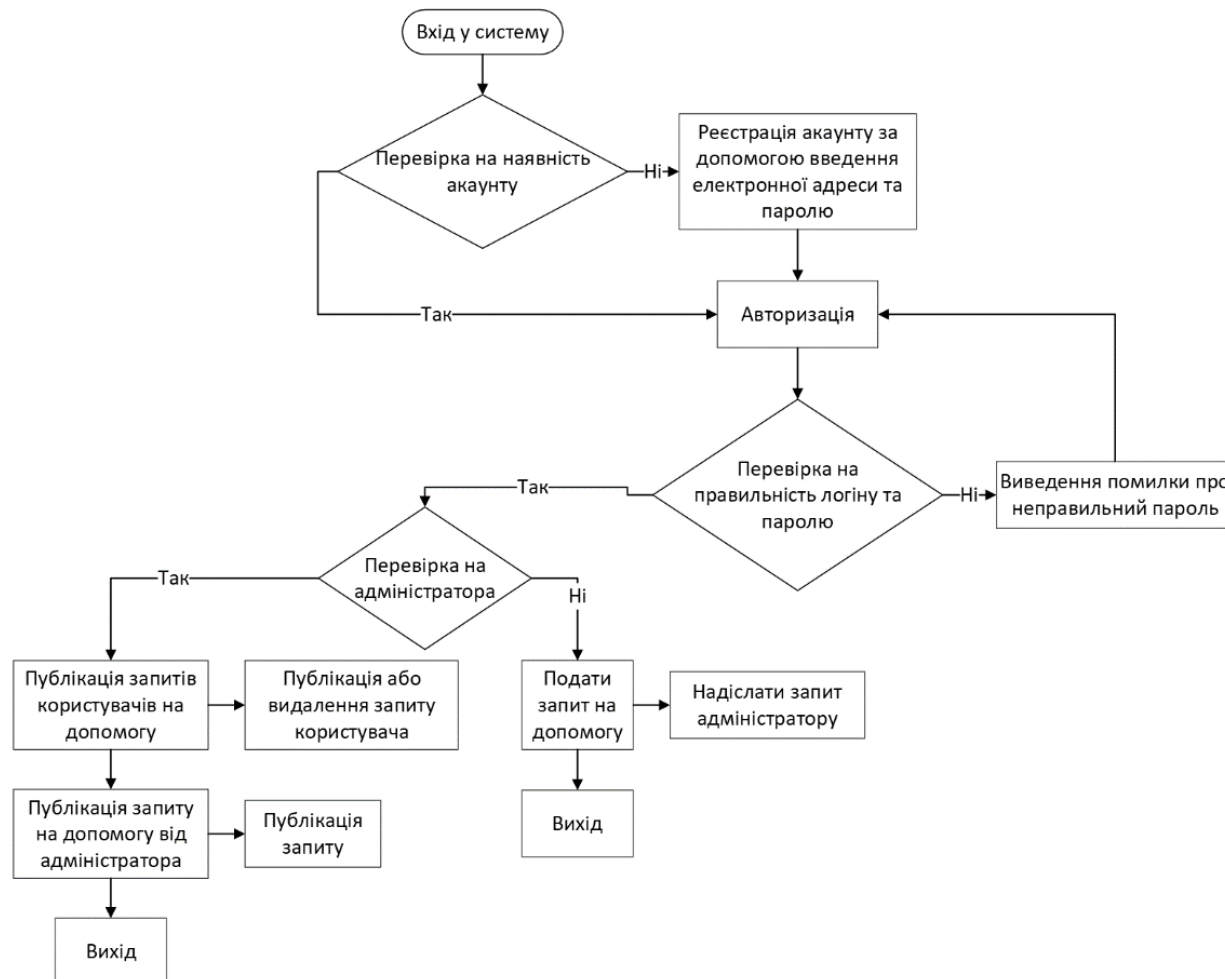 Вхід у систему
Перевірка на наявність
акаунту
Ні
Реєстрація акаунту за
допомогою введення
електронної адреси та
паролю
Так
Авторизація
Перевірка на
правильність логіну та
паролю
Так
Ні
Виведення помилки про
неправильний пароль
Перевірка на
адміністратора
Так
Ні
Публікація запитів
користувачів на
допомогу
Публікація або
видалення запиту
користувача
Подати
запит на
допомогу
Надіслати запит
адміністратору
Публікація запиту
на допомогу від
адміністратора
Публікація
запиту
Вихід
Вихід